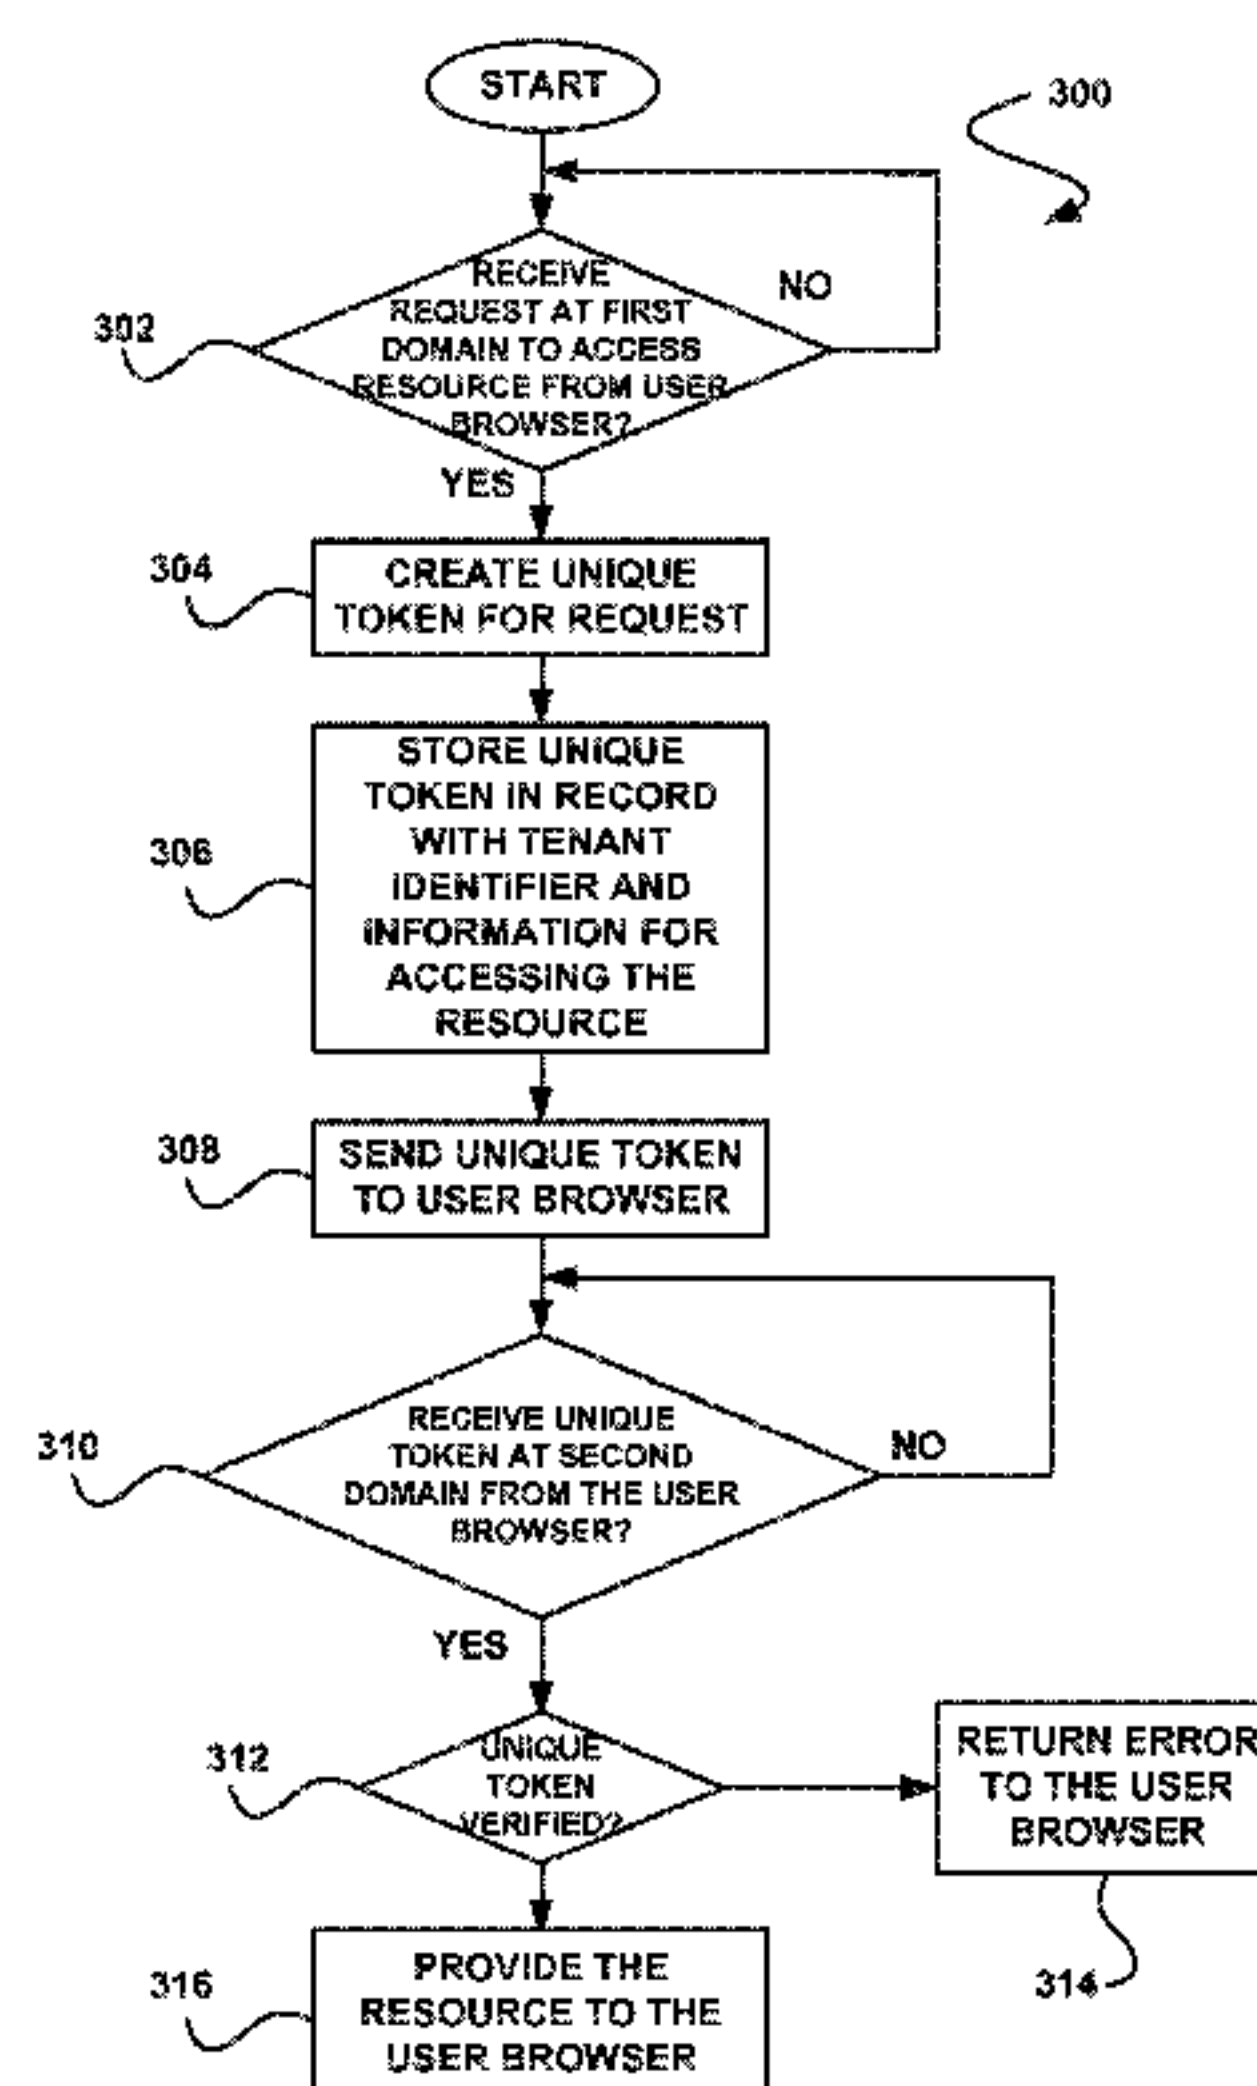 START
300
RECEIVE
REQUEST AT FIRST
DOMAIN TO ACCESS
RESOURCE FROM USER
BROWSER?
NO
302
YES
304
CREATE UNIQUE
TOKEN FOR REQUEST
306
STORE UNIQUE
TOKEN IN RECORD
WITH TENANT
IDENTIFIER AND
INFORMATION FOR
ACCESSING THE
RESOURCE
308
SEND UNIQUE TOKEN
TO USER BROWSER
310
RECEIVE UNIQUE
TOKEN AT SECOND
DOMAIN FROM THE USER
BROWSER?
NO
YES
312
UNIQUE
TOKEN
VERIFIED?
RETURN ERROR
TO THE USER
BROWSER
314
316
PROVIDE THE
RESOURCE TO THE
USER BROWSER